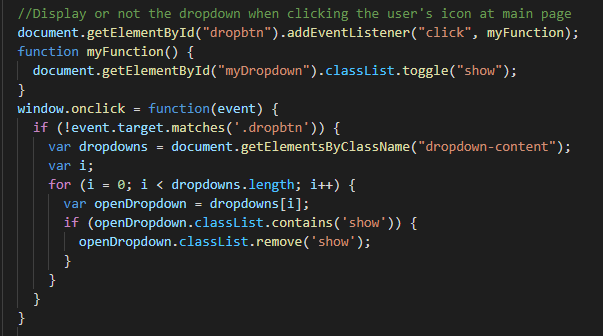 //Display or not the dropdown when clicking the user's icon at main page
document.getElementById("dropbtn").addEventListener("click", myFunction);
function myFunction() {
  document.getElementById("myDropdown").classList.toggle("show");
}
window.onclick = function(event) {
  if (!event.target.matches('.dropbtn')) {
    var dropdowns = document.getElementsByClassName("dropdown-content");
    var i;
    for (i = 0; i < dropdowns.length; i++) {
      var openDropdown = dropdowns[i];
      if (openDropdown.classList.contains('show')) {
        openDropdown.classList.remove('show');
      }
    }
  }
}